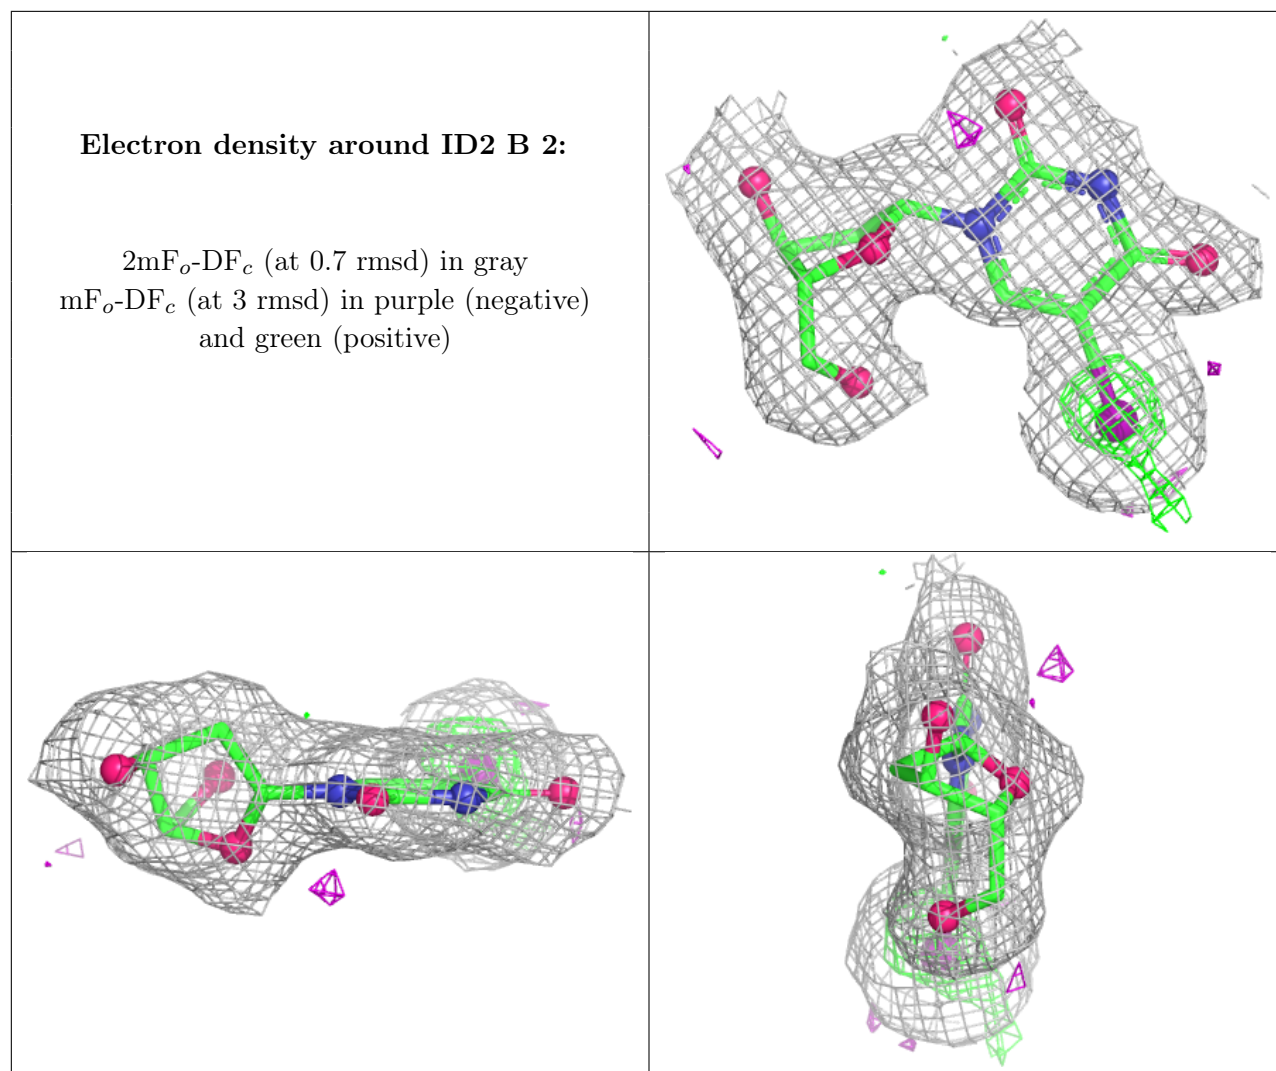 Electron density around ID2 B 2:
2mFo-DFc (at 0.7 rmsd) in gray
mFo-DFc (at 3 rmsd) in purple (negative)
and green (positive)